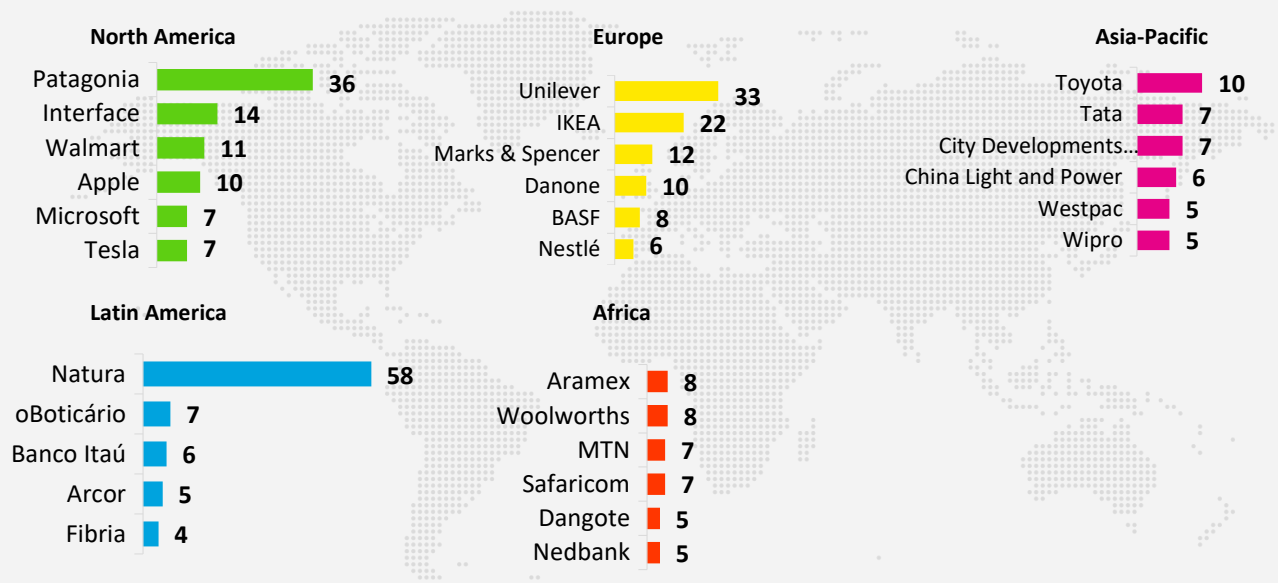 North America
Patagonia 36
Interface 14
Walmart 11
Apple 10
Microsoft 7
Tesla 7
Europe
Unilever 33
IKEA 22
Marks & Spencer 12
Danone 10
BASF 8
Nestlé 6
Asia-Pacific
Toyota 10
Tata 7
City Developments... 7
China Light and Power 6
Westpac 5
Wipro 5
Latin America
Natura 58
oBoticário 7
Banco Itaú 6
Arcor 5
Fibria 4
Africa
Aramex 8
Woolworths 8
MTN 7
Safaricom 7
Dangote 5
Nedbank 5